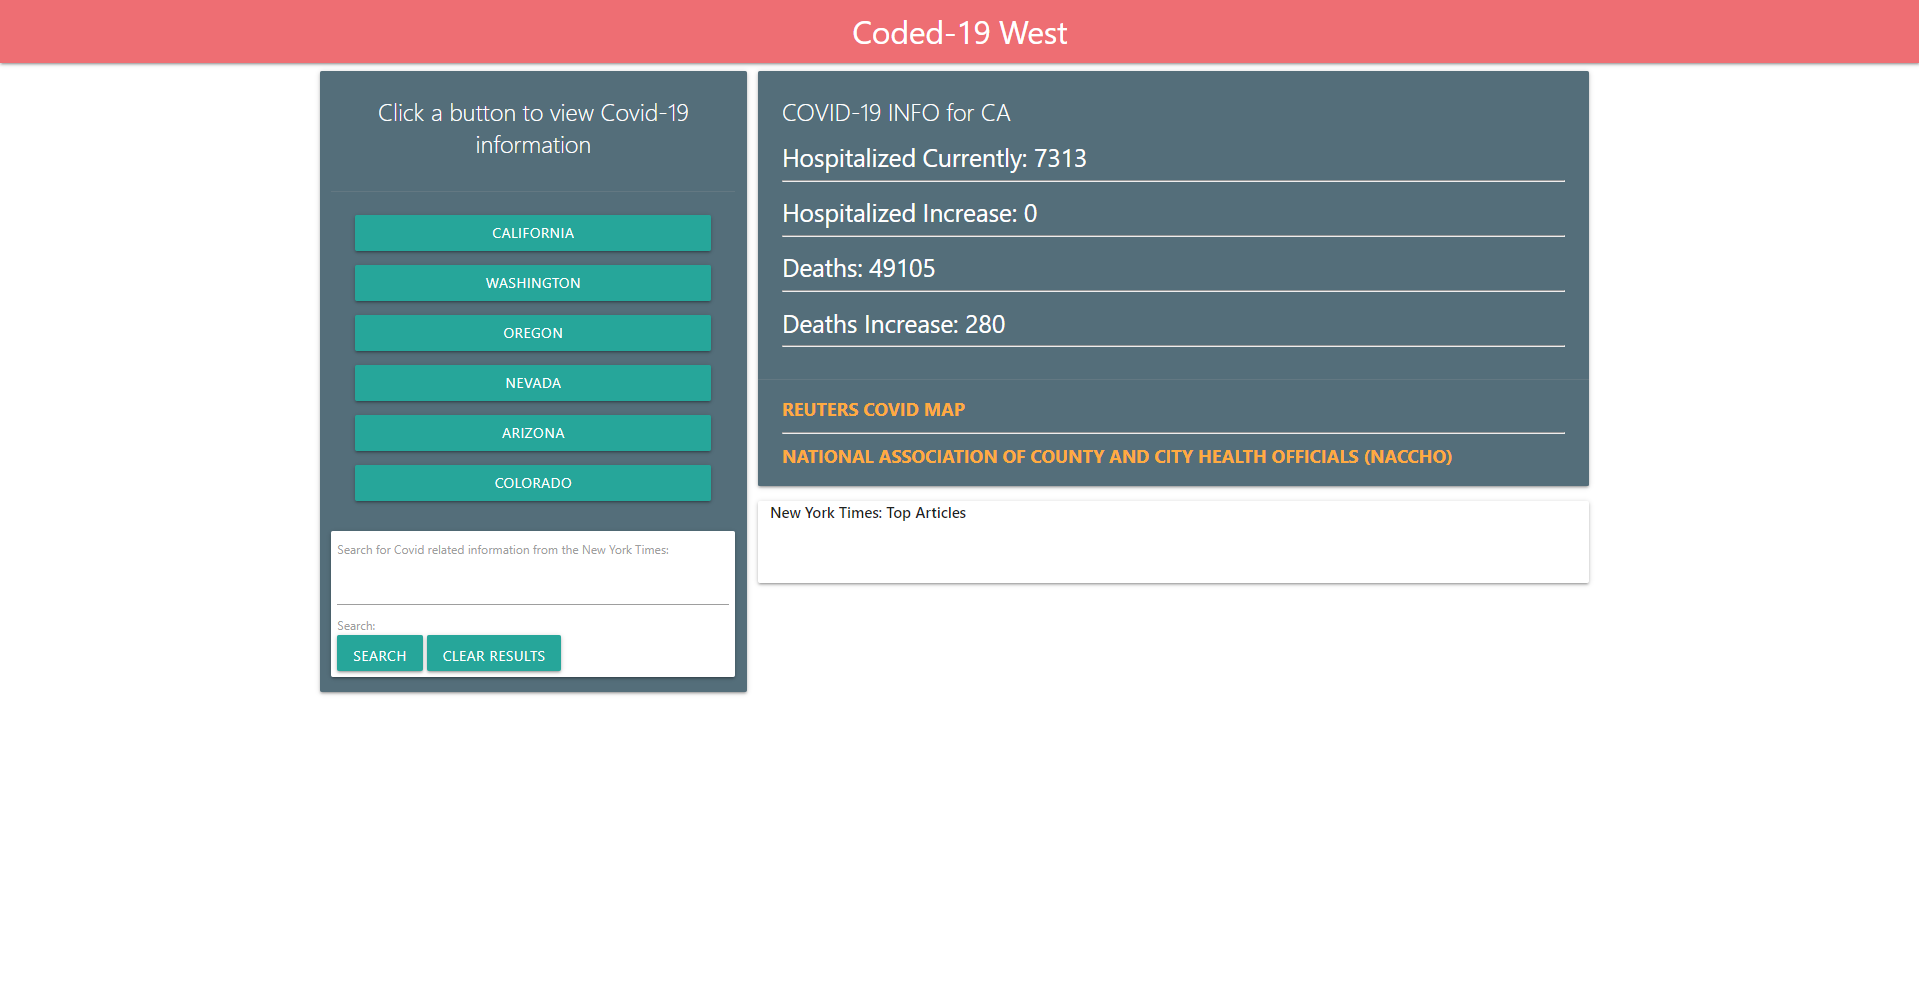 Coded-19 West
Click a button to view Covid-19
information
CALIFORNIA
WASHINGTON
OREGON
NEVADA
ARIZONA
COLORADO
Search for Covid related information from the New York Times:
Search:
SEARCH CLEAR RESULTS
COVID-19 INFO for CA
Hospitalized Currently: 7313
Hospitalized Increase: 0
Deaths: 49105
Deaths Increase: 280
REUTERS COVID MAP
NATIONAL ASSOCIATION OF COUNTY AND CITY HEALTH OFFICIALS (NACCHO)
New York Times: Top Articles